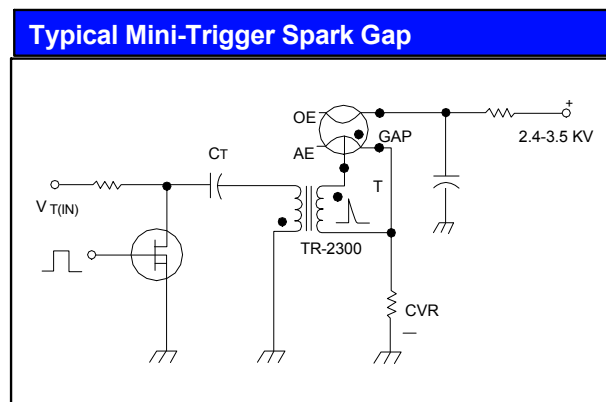 Typical Mini-Trigger Spark Gap
OE
GAP
+
2.4-3.5 KV
AE
CT
T
V T(IN)
TR-2300
CVR